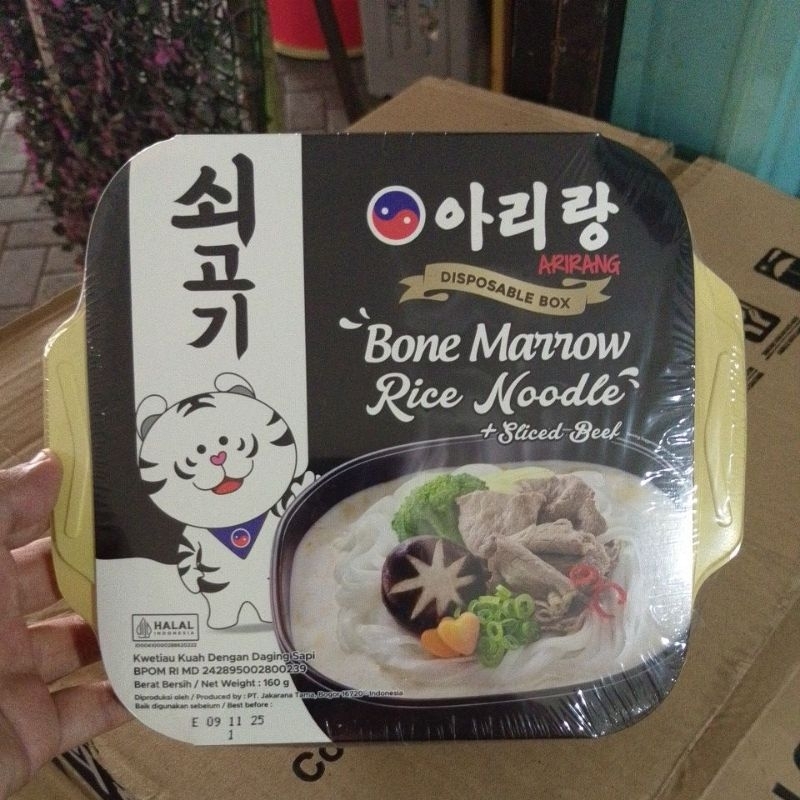 쇠고기
아리랑
ARIRANG
DISPOSABLE BOX
Bone Marrow
Rice Noodle
+ Sliced Beef
HALAL
INDONESIA
Kwetiau Kuah Dengan Daging Sapi
BPOM RI MD 242895002800239
Berat Bersih / Net Weight : 160 g
Diproduksi oleh / Produced by : PT. Jakarana Tama, Bogor 16720 - Indonesia
Baik digunakan sebelum / Best before :
E 09 11 25
1